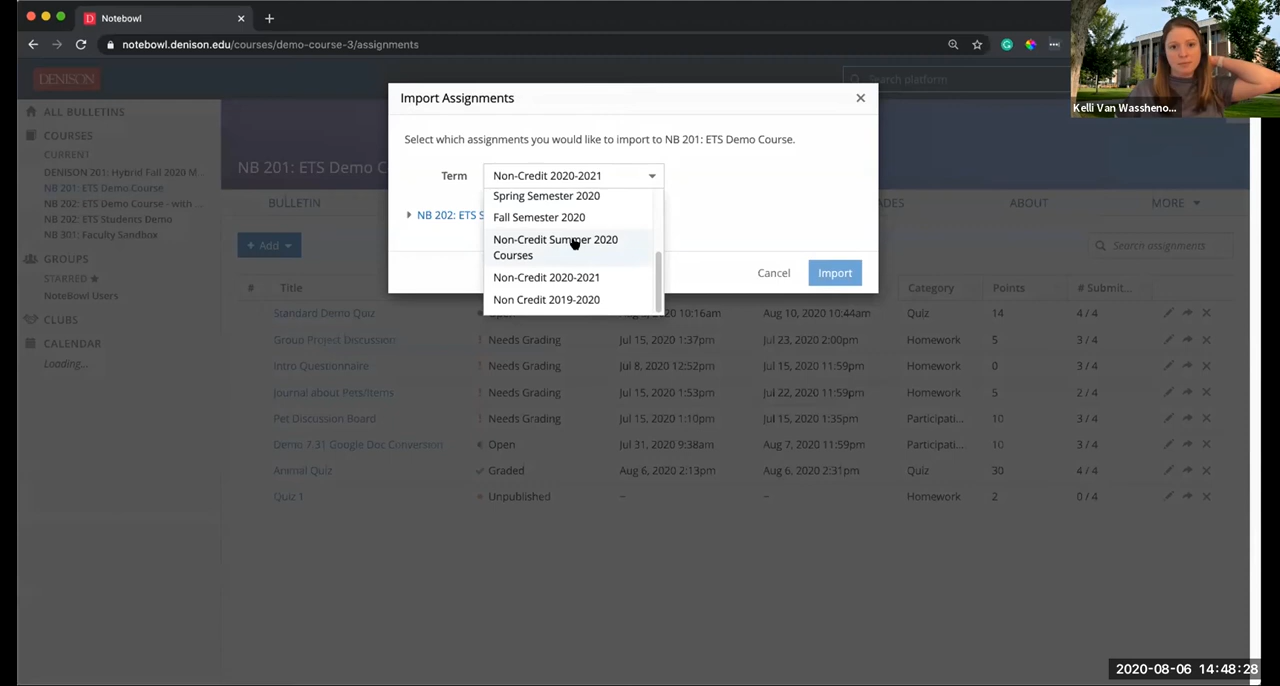 Notebowl
notebowl.denison.edu/courses/demo-course-3/assignments
Kelli Van Wassheno...
DENISON
Search platform
Import Assignments
Select which assignments you would like to import to NB 201: ETS Demo Course.
Term
Non-Credit 2020-2021
Spring Semester 2020
Fall Semester 2020
Non-Credit Summer 2020
Courses
Non-Credit 2020-2021
Non Credit 2019-2020
NB 202: ETS S
Cancel
Import
ALL BULLETINS
COURSES
CURRENT
DENISON 201: Hybrid Fall 2020 M...
NB 201: ETS Demo Course
NB 202: ETS Demo Course - with ...
NB 202: ETS Students Demo
NB 301: Faculty Sandbox
GROUPS
STARRED
NoteBowl Users
CLUBS
CALENDAR
Loading...
NB 201: ETS Demo C
BULLETIN
ADES
ABOUT
MORE
+ Add
Search assignments
# Title Category Points # Submit...
Standard Demo Quiz 10:16am Aug 10, 2020 10:44am Quiz 14 4 / 4
Group Project Discussion ! Needs Grading Jul 15, 2020 1:37pm Jul 23, 2020 2:00pm Homework 5 3 / 4
Intro Questionnaire ! Needs Grading Jul 8, 2020 12:52pm Jul 15, 2020 11:59pm Homework 0 3 / 4
Journal about Pets/Items ! Needs Grading Jul 15, 2020 1:53pm Jul 22, 2020 11:59pm Homework 5 2 / 4
Pet Discussion Board ! Needs Grading Jul 15, 2020 1:10pm Jul 15, 2020 1:35pm Participati... 10 3 / 4
Demo 7.31 Google Doc Convention Open Jul 31, 2020 9:38am Aug 7, 2020 11:59pm Participati... 10 3 / 4
Animal Quiz Graded Aug 6, 2020 2:13pm Aug 6, 2020 2:31pm Quiz 30 4 / 4
Quiz 1 Unpublished – – Homework 2 0 / 4
2020-08-06 14:48:28